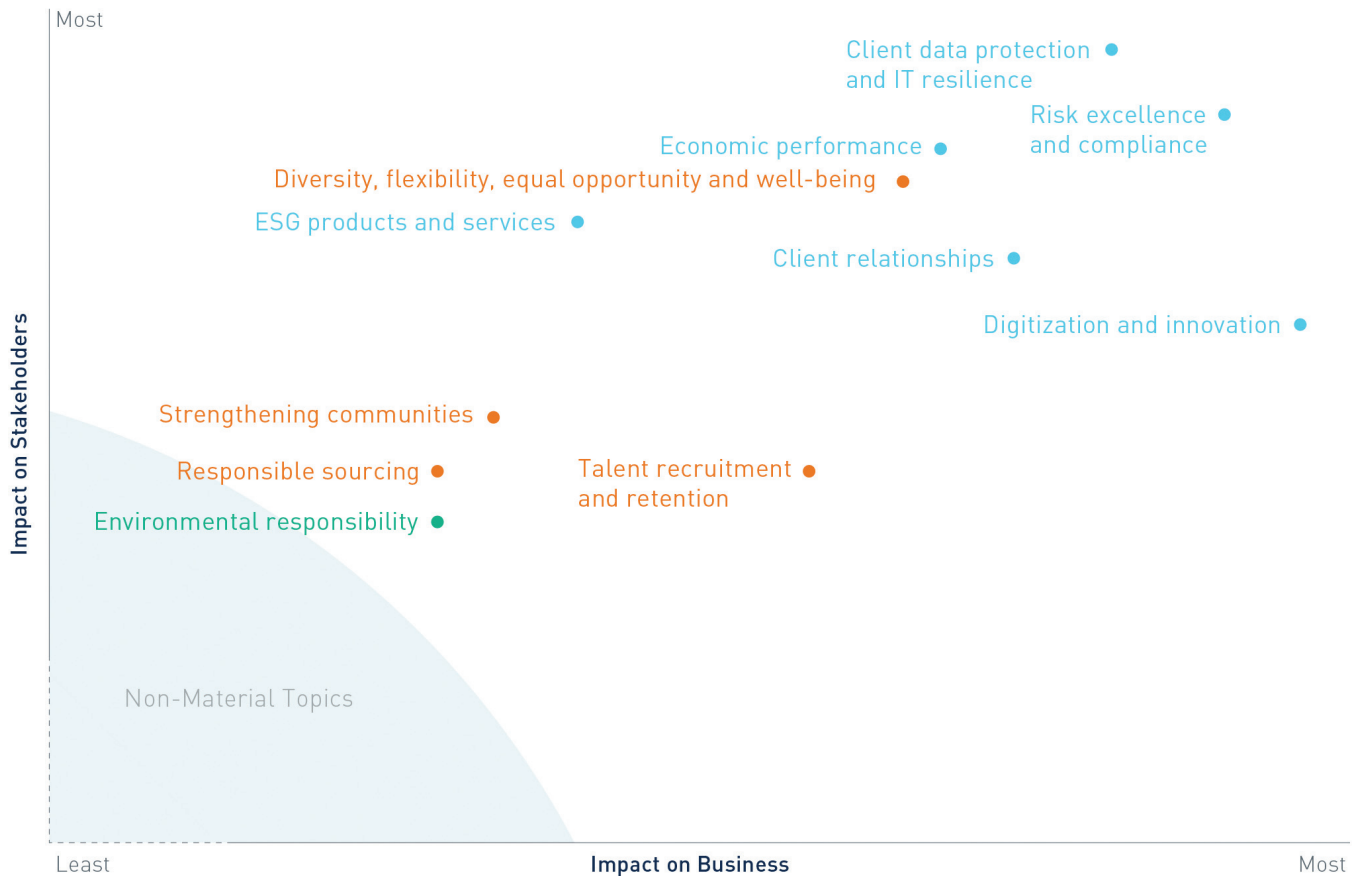 Most
Client data protection
and IT resilience
Risk excellence
and compliance
Economic performance
Diversity, flexibility, equal opportunity and well-being
ESG products and services
Client relationships
Digitization and innovation
Impact on Stakeholders
Strengthening communities
Responsible sourcing
Talent recruitment
and retention
Environmental responsibility
Non-Material Topics
Least
Impact on Business
Most